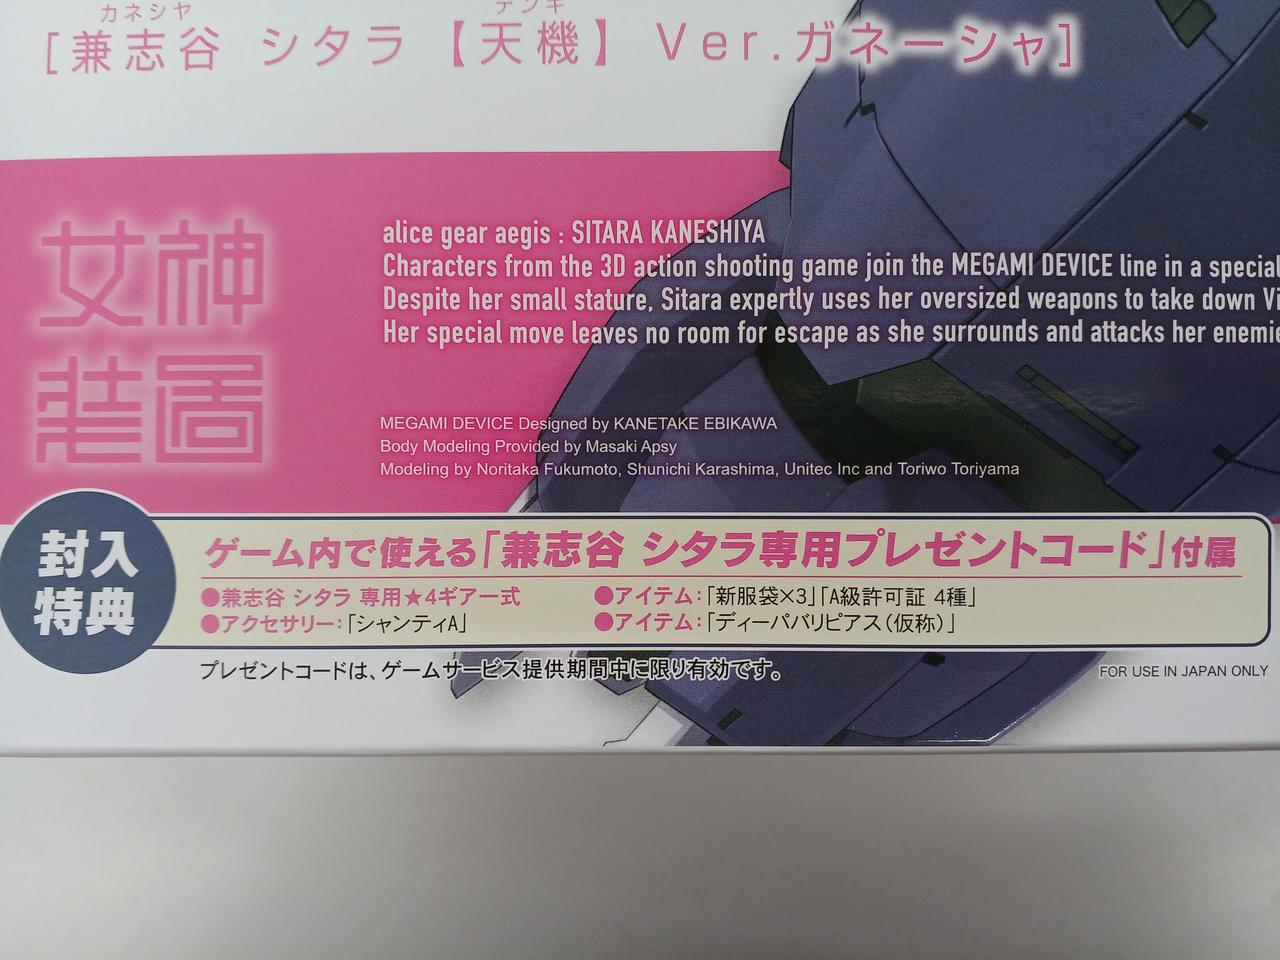 カネシヤ テンキ
[兼志谷 シタラ【天機】 Ver.ガネーシャ]
女神
装圖
alice gear aegis : SITARA KANESHIYA
Characters from the 3D action shooting game join the MEGAMI DEVICE line in a special
Despite her small stature, Sitara expertly uses her oversized weapons to take down
Her special move leaves no room for escape as she surrounds and attacks her
MEGAMI DEVICE Designed by KANETAKE EBIKAWA
Body Modeling Provided by Masaki Apsy
Modeling by Noritaka Fukumoto, Shunichi Karashima, Unitec Inc and Toriwo Toriyama
封入
特典
ゲーム内で使える「兼志谷 シタラ専用プレゼントコード」付属
●兼志谷 シタラ 専用★4ギアー式 ●アイテム:「新服袋×3」「A級許可証 4種」
●アクセサリー:「シャンティA」 ●アイテム:「ディーパバリピアス(仮称)」
プレゼントコードは、ゲームサービス提供期間中に限り有効です。
FOR USE IN JAPAN ONLY